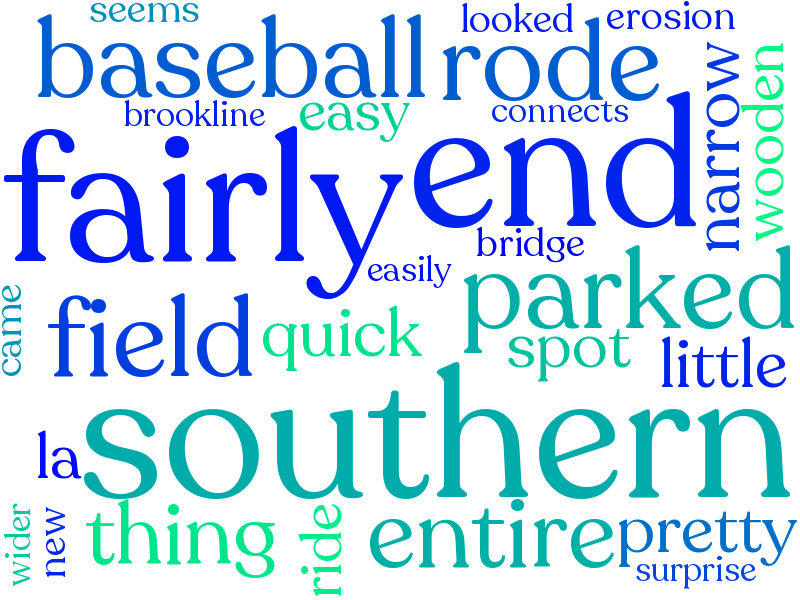 seems
looked
erosion
baseball
rode
narrow
wooden
brookline
easy
connects
fairly
end
bridge
easily
parked
came
field
quick
spot
little
southern
la
wider
new
thing
ride
entire
pretty
surprise